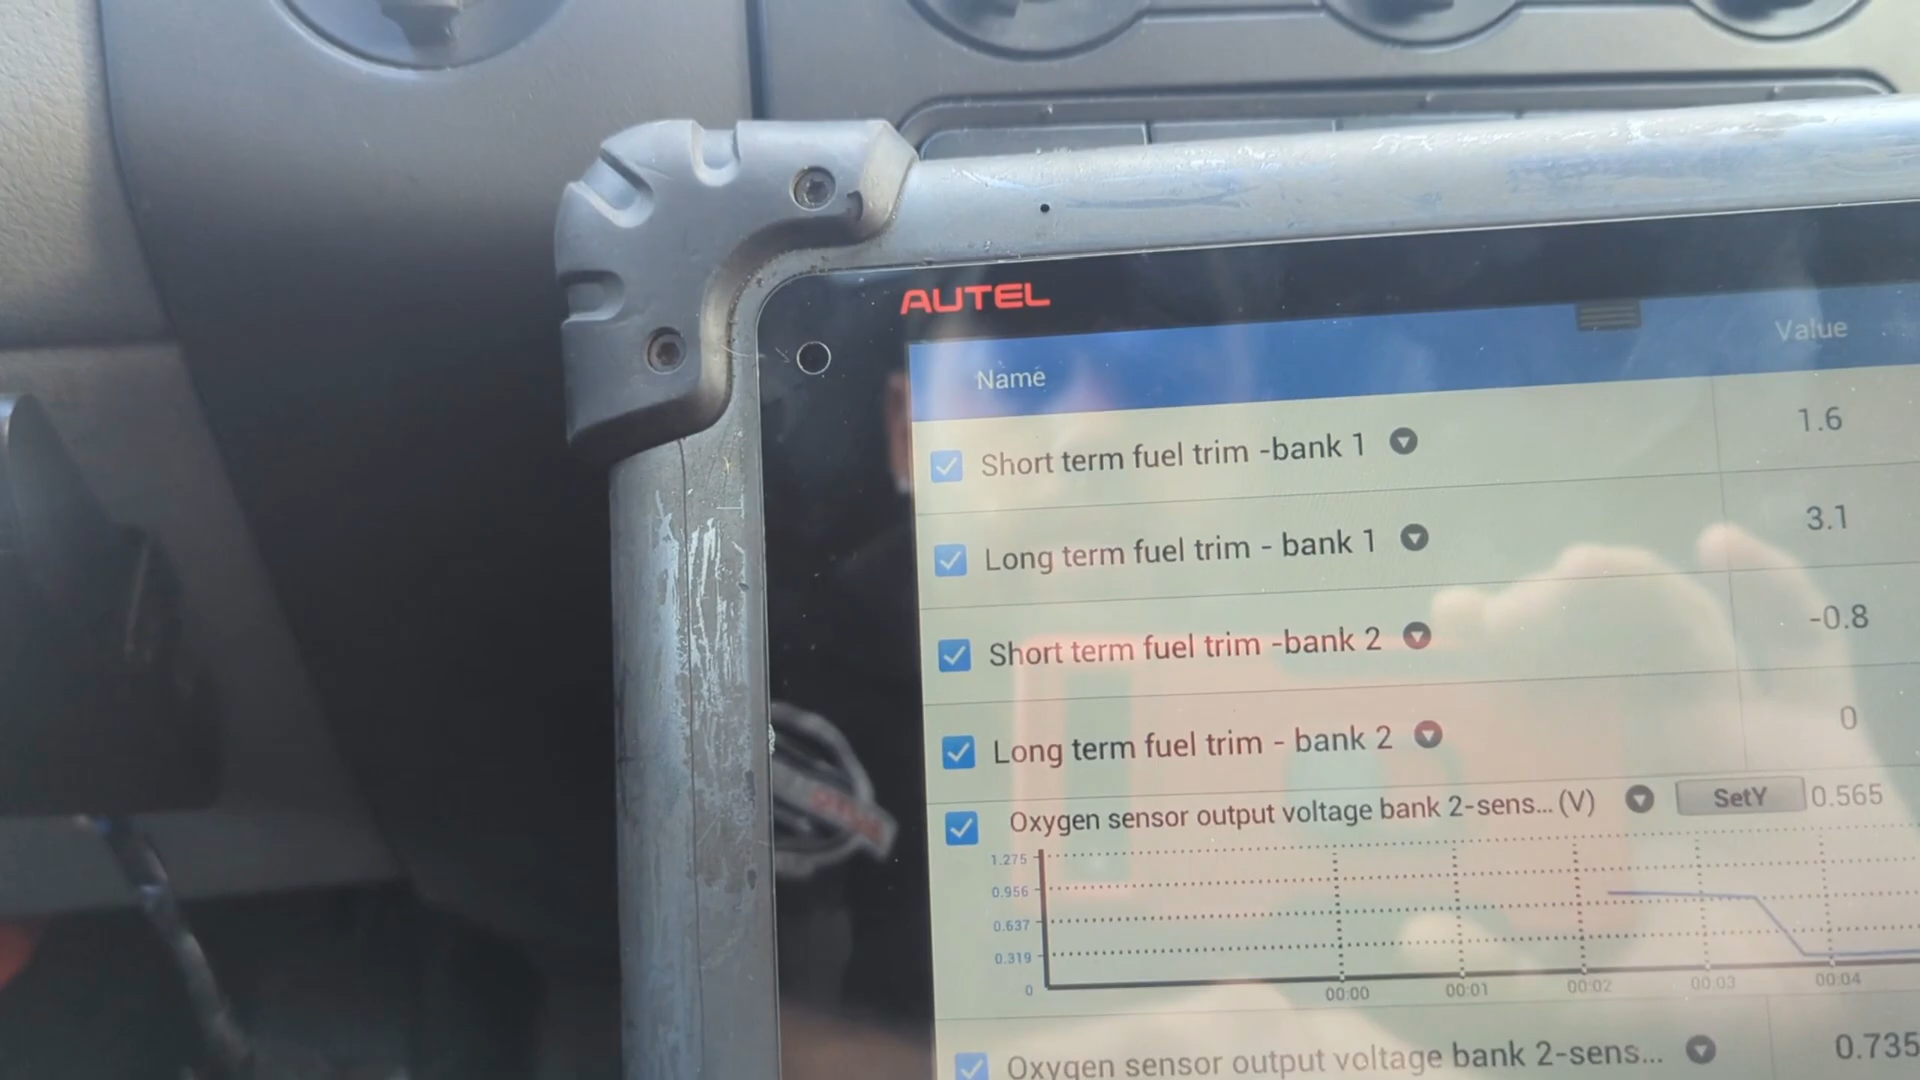 AUTEL
Name Value
Short term fuel trim -bank 1 1.6
Long term fuel trim - bank 1 3.1
Short term fuel trim -bank 2 -0.8
Long term fuel trim - bank 2 0
Oxygen sensor output voltage bank 2-sens... (V) SetY 0.565
1.275
0.956
0.637
0.319
0
00:00 00:01 00:02 00:03 00:04
Oxygen sensor output voltage bank 2-sens... 0.735